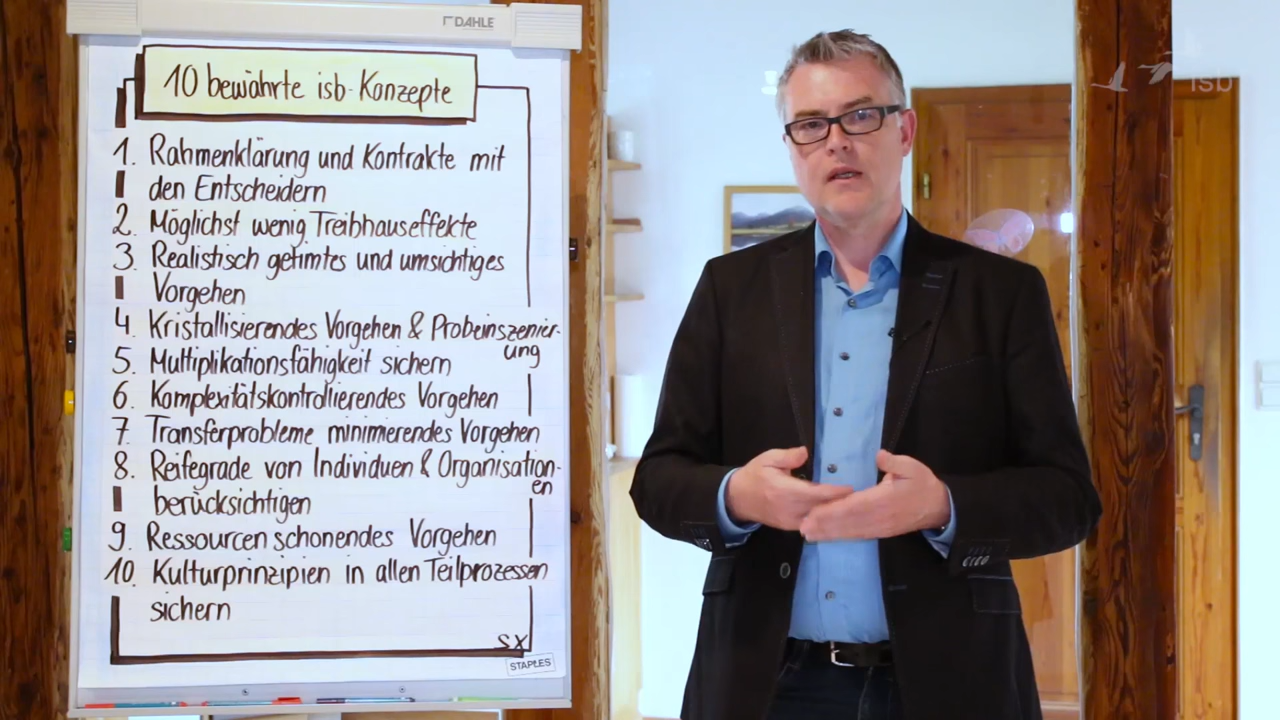 DAHLE
10 bewährte isb-Konzepte
1. Rahmenklärung und Kontrakte mit
den Entscheidern
2. Möglichst wenig Treibhauseffekte
3. Realistisch getimtes und umsichtiges
Vorgehen
4. Kristallisierendes Vorgehen & Probeinszenier-
ung
5. Multiplikationsfähigkeit sichern
6. Komplexitätskontrollierendes Vorgehen
7. Transferprobleme minimierendes Vorgehen
8. Reifegrade von Individuen & Organisation-
en
berücksichtigen
9. Ressourcen schonendes Vorgehen
10. Kulturprinzipien in allen Teilprozessen
sichern
SX
STAPLES
isb